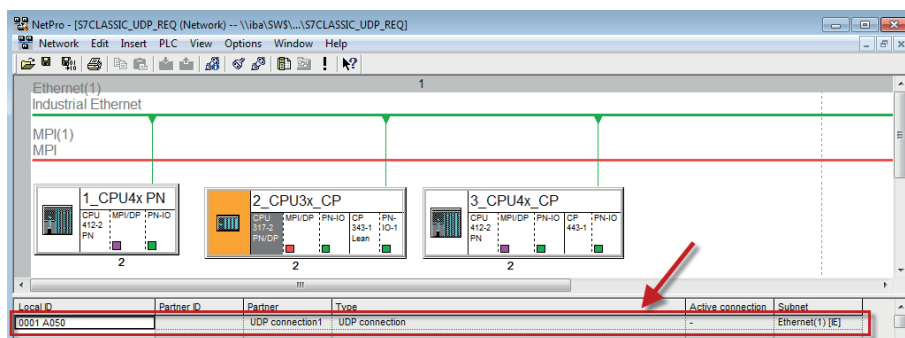 NetPro - [S7CLASSIC_UDP_REQ (Network) -- \\iba\SWS\...\S7CLASSIC_UDP_REQ]
Network Edit Insert PLC View Options Window Help
Ethernet(1)
1
Industrial Ethernet
MPI(1)
MPI
1_CPU4x PN
CPU 412-2 PN
MPI/DP
PN-IO
2
2_CPU3x_CP
CPU 317-2 PN/DP
MPI/DP
PN-IO
CP 343-1 Lean
PN-IO-1
2
3_CPU4x_CP
CPU 412-2 PN
MPI/DP
PN-IO
CP 443-1
PN-IO
2
Local ID Partner ID Partner Type Active connection Subnet
0001 A050 UDP connection1 UDP connection - Ethernet(1) [IE]